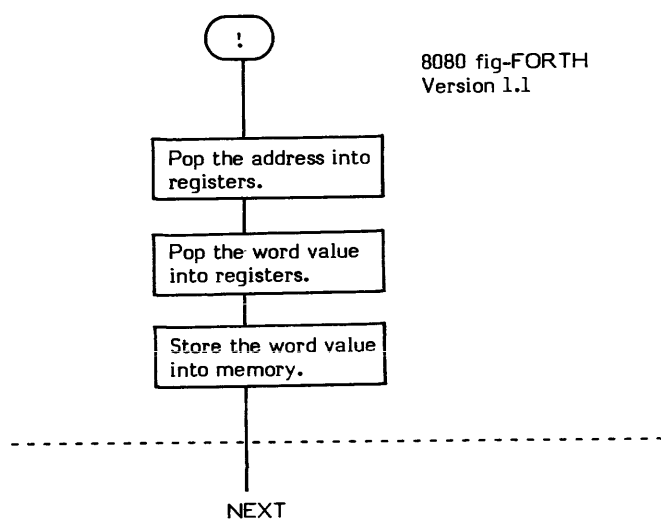 !
8080 fig-FORTH
Version 1.1
Pop the address into
registers.
Pop the word value
into registers.
Store the word value
into memory.
NEXT